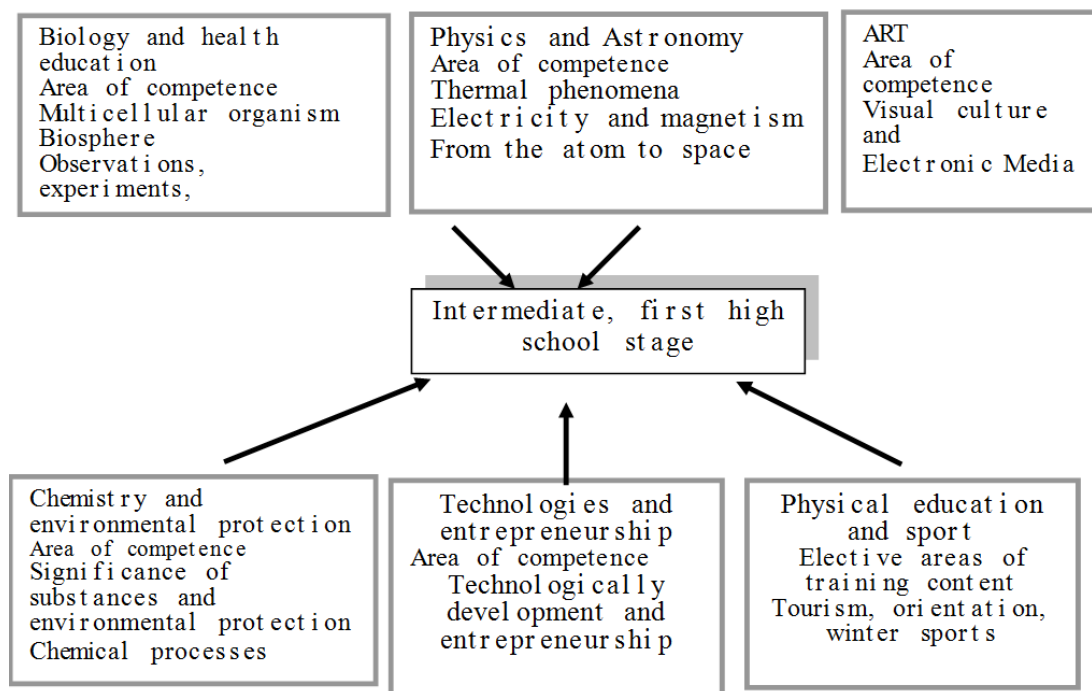 Biology and health
education
Area of competence
Multicellular organism
Biosphere
Observations,
experiments,
Physics and Astronomy
Area of competence
Thermal phenomena
Electricity and magnetism
From the atom to space
ART
Area of
competence
Visual culture
and
Electronic Media
Intermediate, first high
school stage
Chemistry and
environmental protection
Area of competence
Significance of
substances and
environmental protection
Chemical processes
Technologies and
entrepreneurship
Area of competence
Technologically
development and
entrepreneurship
Physical education
and sport
Elective areas of
training content
Tourism, orientation,
winter sports